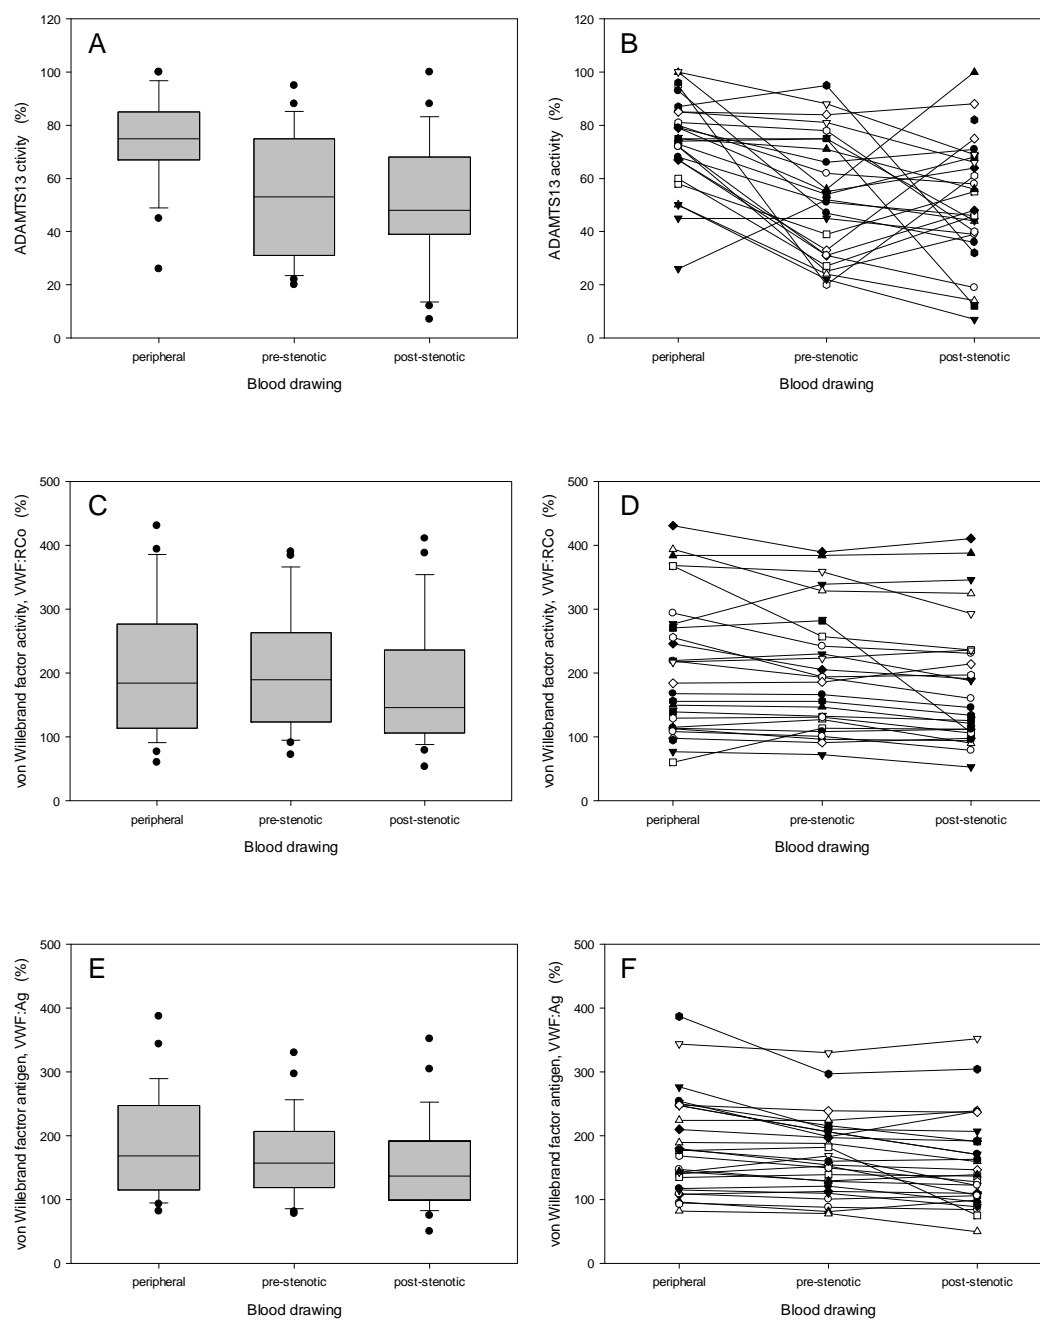 A
ADAMTS13 ctivity (%)
120
100
80
60
40
20
0
peripheral pre-stenotic post-stenotic
Blood drawing
B
ADAMTS13 activity (%)
120
100
80
60
40
20
0
peripheral pre-stenotic post-stenotic
Blood drawing
C
von Willebrand factor activity, VWF:RCo (%)
500
400
300
200
100
0
peripheral pre-stenotic post-stenotic
Blood drawing
D
von Willebrand factor activity, VWF:RCo (%)
500
400
300
200
100
0
peripheral pre-stenotic post-stenotic
Blood drawing
E
von Willebrand factror antigen, VWF:Ag (%)
500
400
300
200
100
0
peripheral pre-stenotic post-stenotic
Blood drawing
F
von Willebrand factor antigen, VWF:Ag (%)
500
400
300
200
100
0
peripheral pre-stenotic post-stenotic
Blood drawing